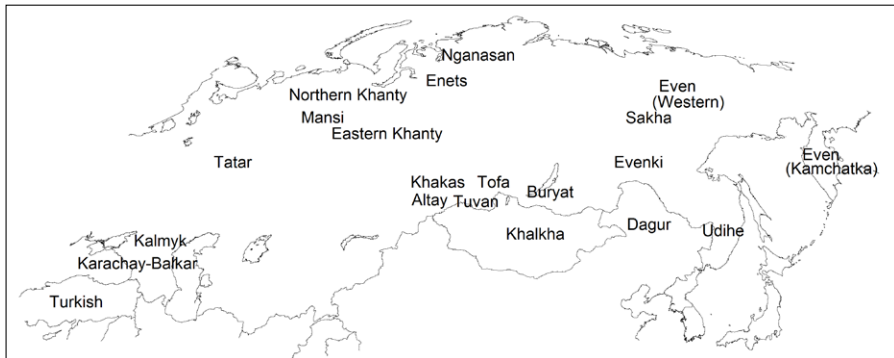 Nganasan
Enets
Northern Khanty
Even
(Western)
Mansi
Sakha
Eastern Khanty
Tatar
Evenki
Even
(Kamchatka)
Khakas
Tofa
Altay
Tuvan
Buryat
Khalkha
Dagur
Udihe
Kalmyk
Karachay-Balkar
Turkish